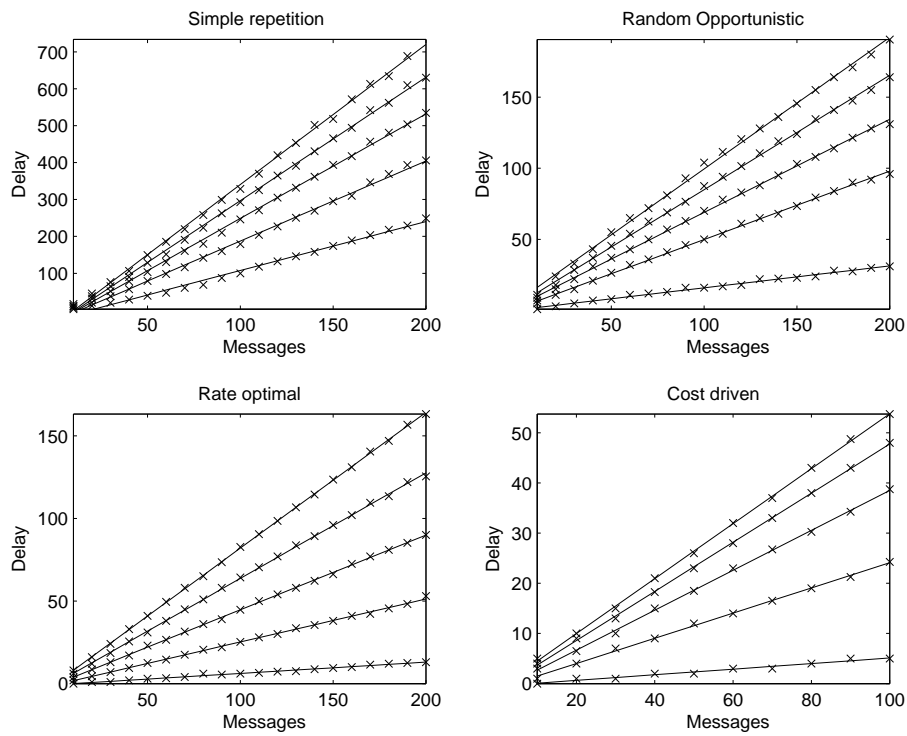 Simple repetition
700
600
500
400
300
200
100
Delay
50 100 150 200
Messages
Random Opportunistic
150
100
50
Delay
50 100 150 200
Messages
Rate optimal
150
100
50
0
Delay
50 100 150 200
Messages
Cost driven
50
40
30
20
10
0
Delay
20 40 60 80 100
Messages